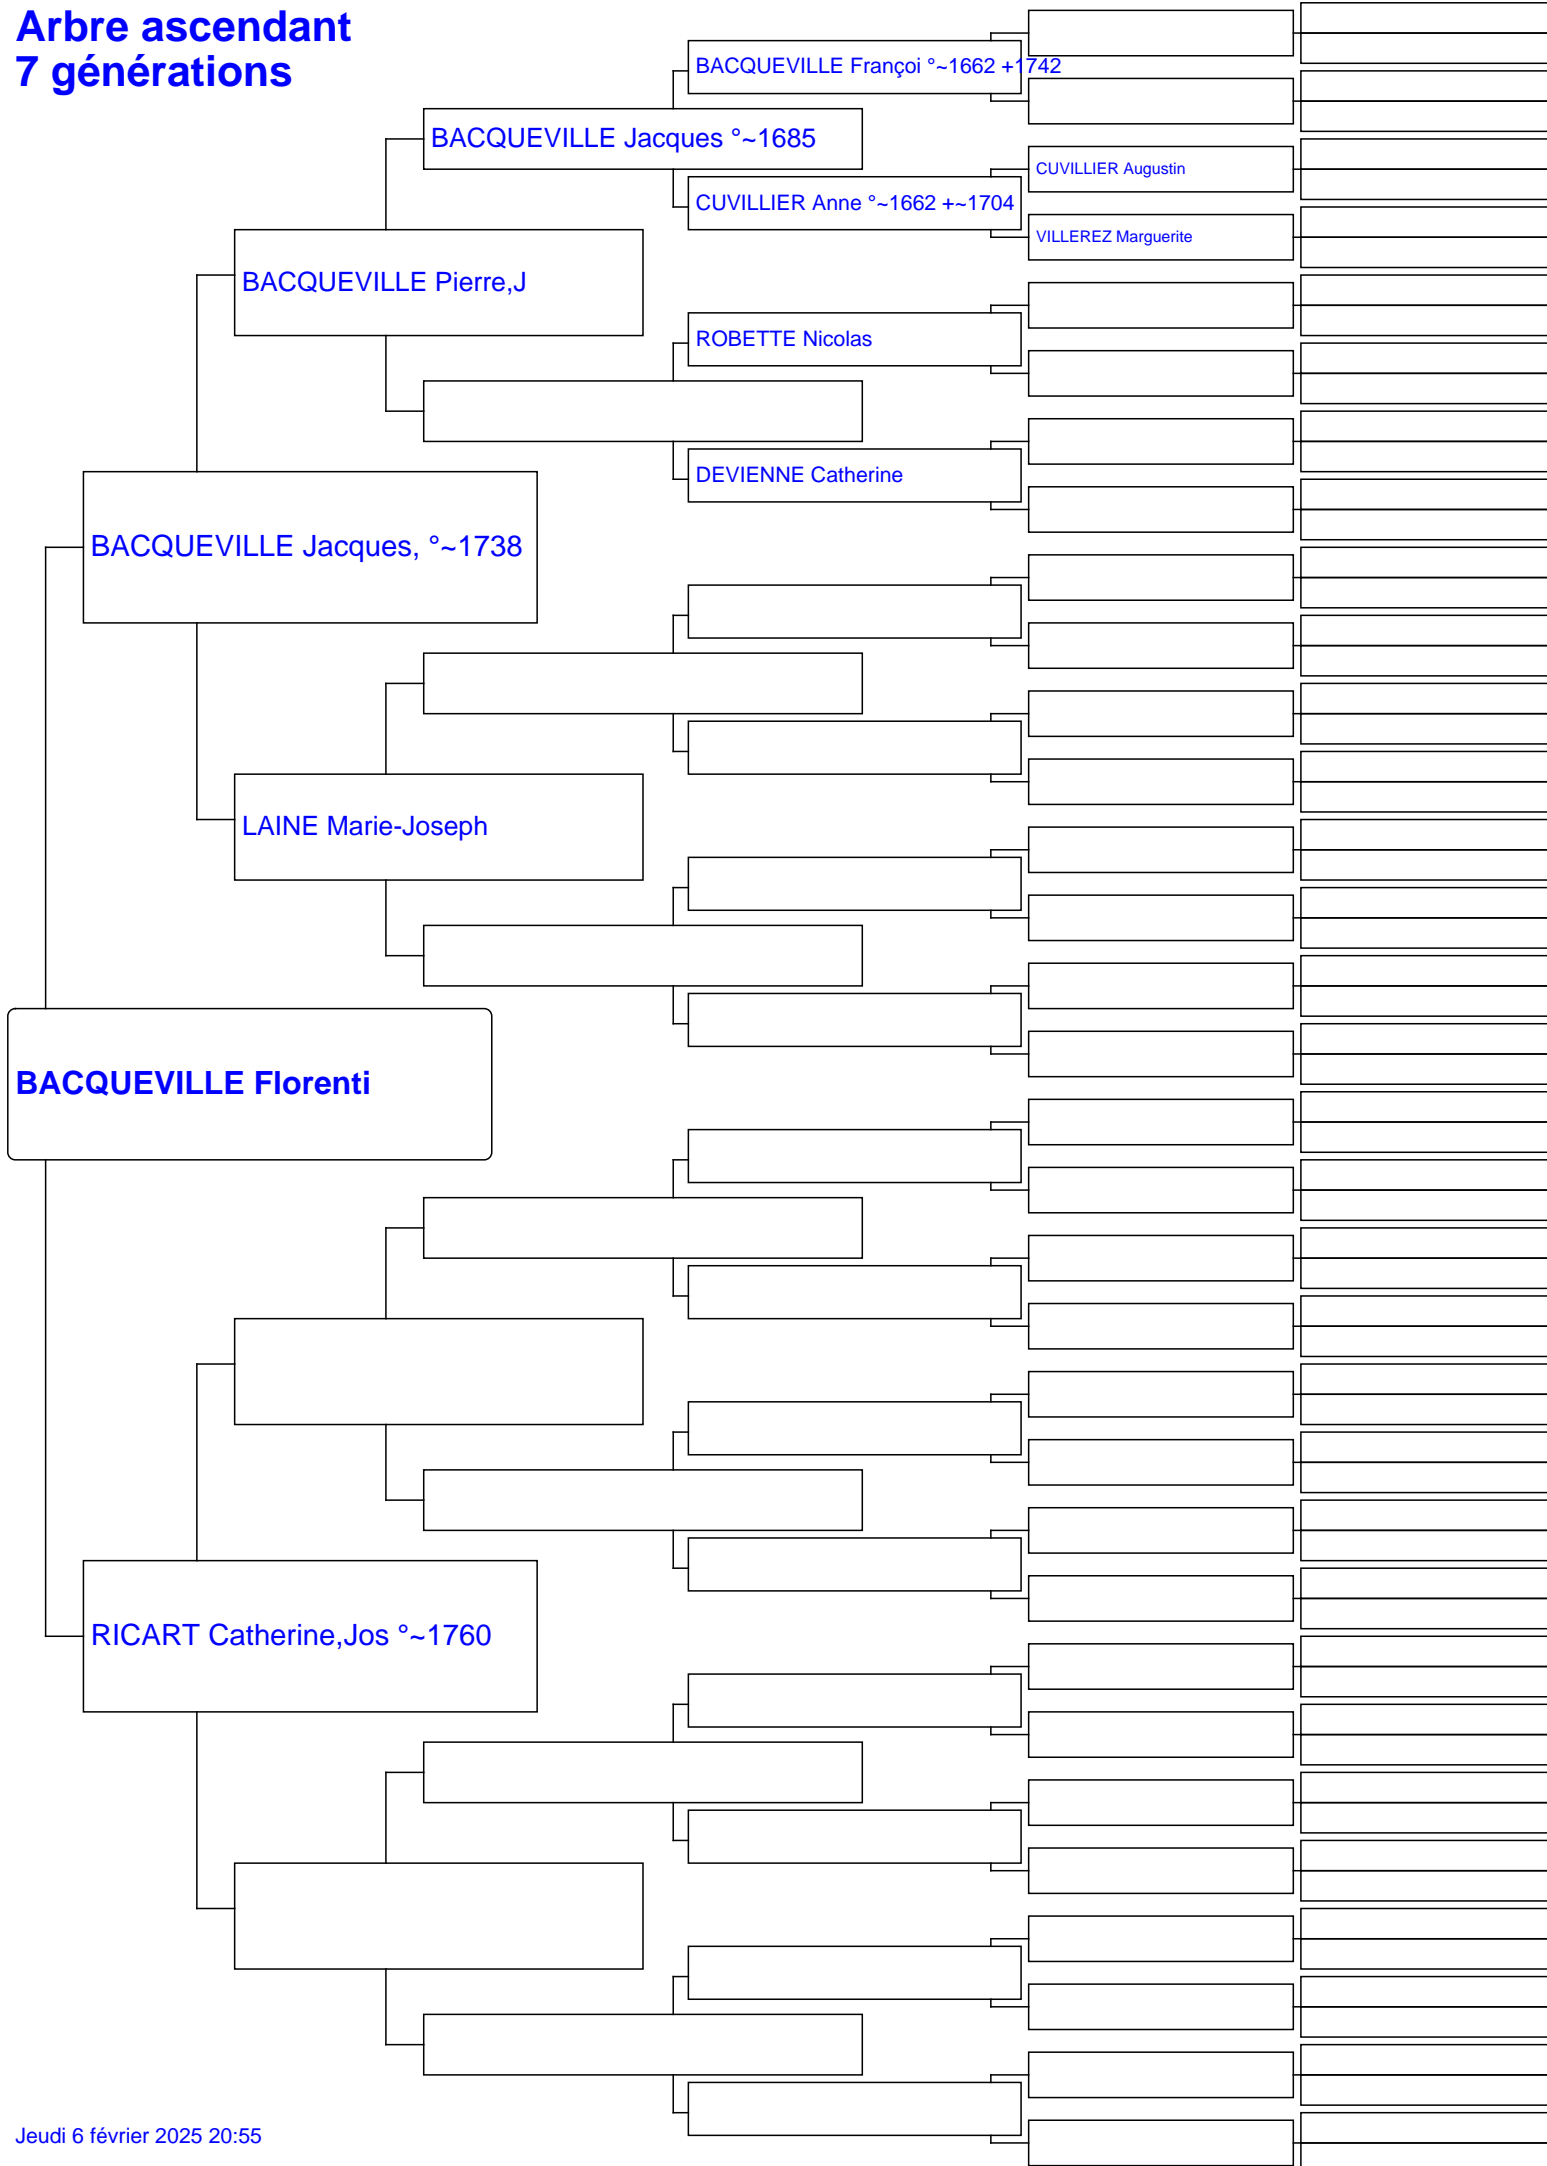 Arbre ascendant
7 générations
BACQUEVILLE Françoi °~1662 +1742
BACQUEVILLE Jacques °~1685
CUVILLIER Augustin
CUVILLIER Anne °~1662 +~1704
VILLEREZ Marguerite
BACQUEVILLE Pierre,J
ROBETTE Nicolas
DEVIENNE Catherine
BACQUEVILLE Jacques, °~1738
LAINE Marie-Joseph
BACQUEVILLE Florenti
RICART Catherine,Jos °~1760
Jeudi 6 février 2025 20:55